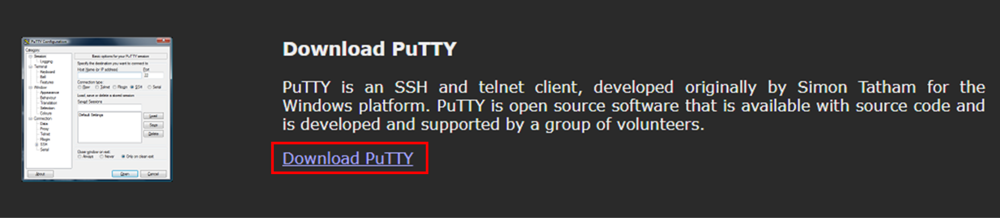 PuTTY Configuration
Category:
Session
Logging
Terminal
Keyboard
Bell
Features
Window
Appearance
Behaviour
Translation
Selection
Colours
Connection
Data
Proxy
Telnet
Rlogin
SSH
Serial
Basic options for your PuTTY session
Specify the destination you want to connect to
Host Name (or IP address) Port
22
Connection type:
Raw Telnet Rlogin SSH Serial
Load, save or delete a stored session
Saved Sessions
Default Settings
Load
Save
Delete
Close window on exit:
Always Never Only on clean exit
About Open Cancel
Download PuTTY
PuTTY is an SSH and telnet client, developed originally by Simon Tatham for the
Windows platform. PuTTY is open source software that is available with source code and
is developed and supported by a group of volunteers.
Download PuTTY